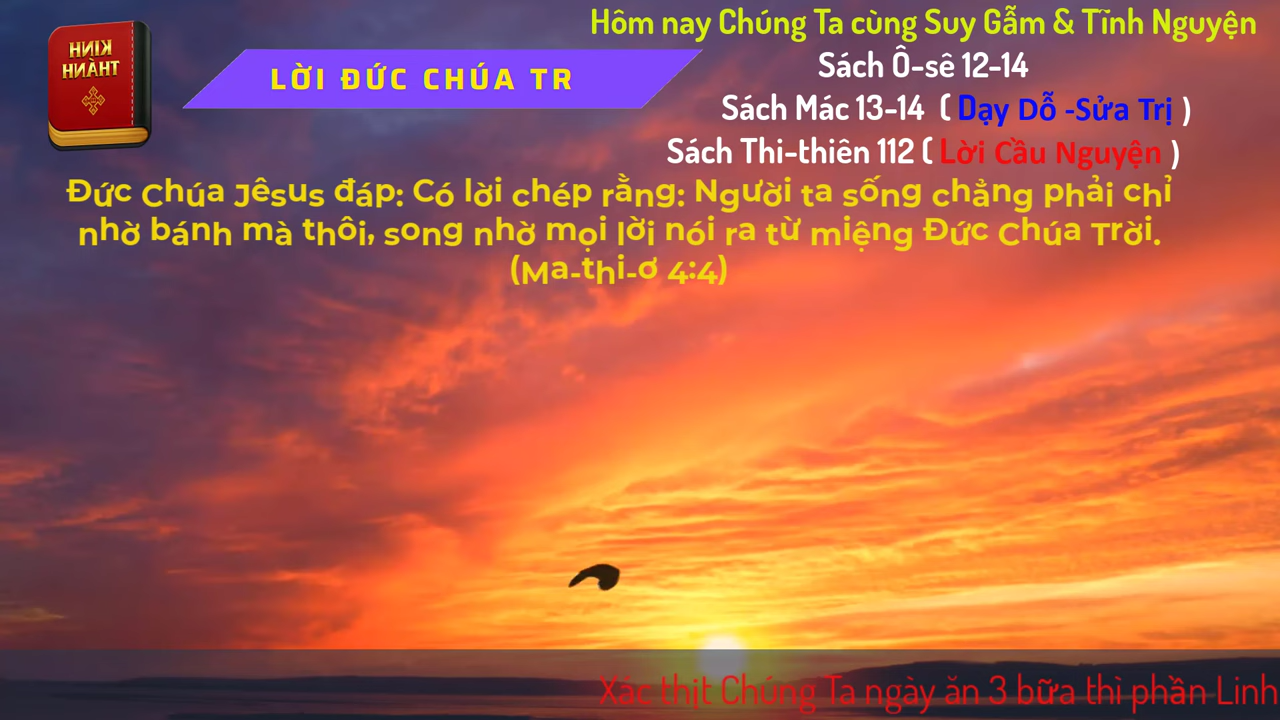 KINH
THÀNH
LỜI ĐỨC CHÚA TR
Hôm nay Chúng Ta cùng Suy Gẫm & Tĩnh Nguyện
Sách Ô-sê 12-14
Sách Mác 13-14 ( Dạy Dỗ -Sửa Trị )
Sách Thi-thiên 112 ( Lời Cầu Nguyện )
Đức Chúa Jêsus đáp: Có lời chép rằng: Người ta sống chẳng phải chỉ
nhờ bánh mà thôi, song nhờ mọi lời nói ra từ miệng Đức Chúa Trời.
(Ma-thi-ơ 4:4)
Xác thịt Chúng Ta ngày ăn 3 bữa thì phần Linh